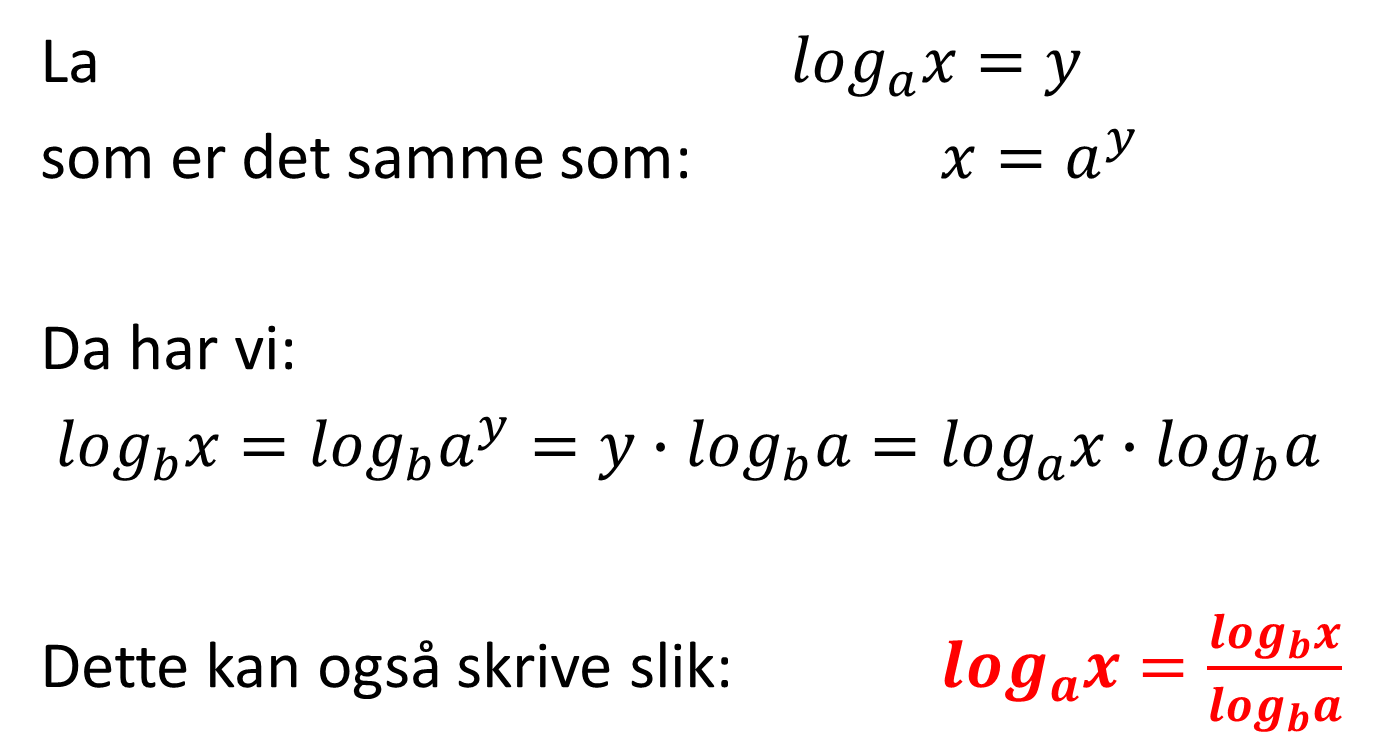 La log_a x = y
som er det samme som: x = a^y
Da har vi:
log_b x = log_b a^y = y · log_b a = log_a x · log_b a
Dette kan også skrive slik: log_a x = log_b x / log_b a